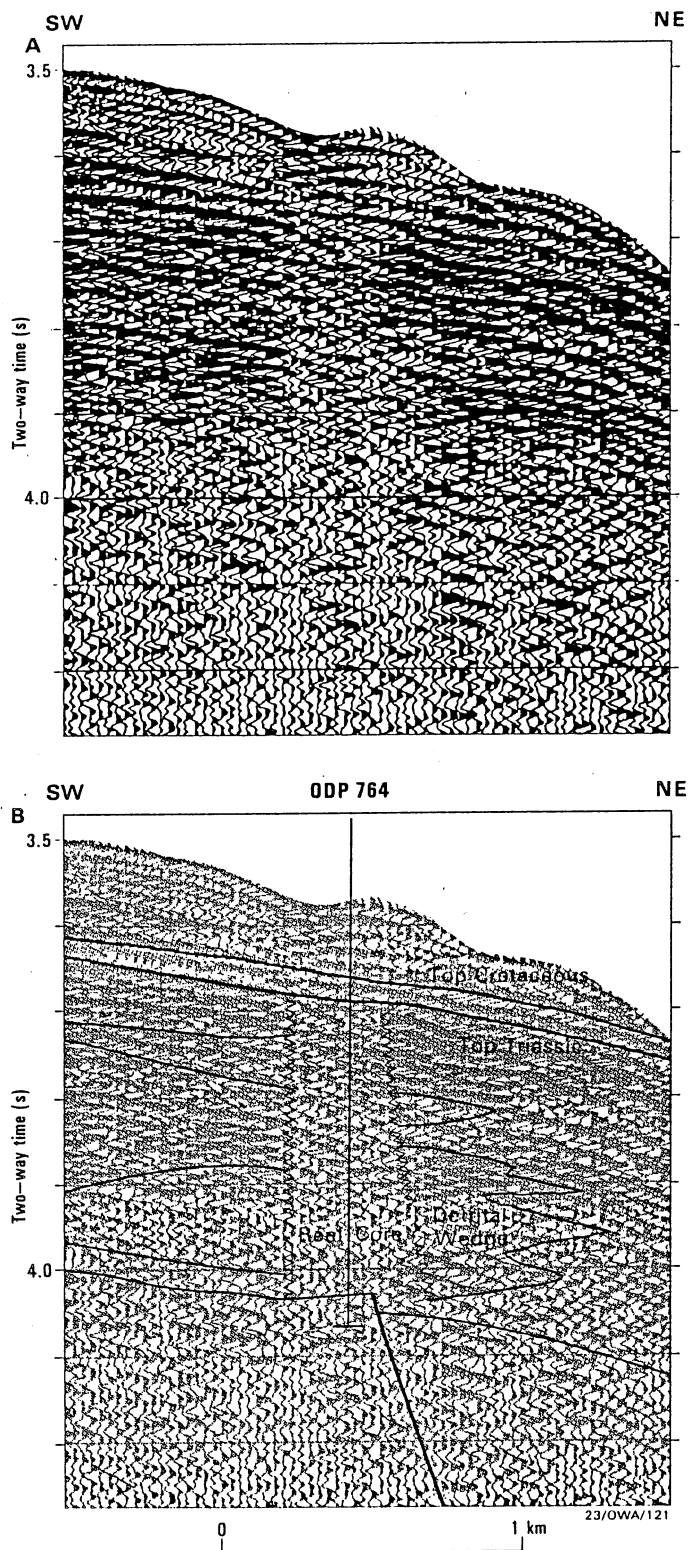 SW NE
A
3.5
Two-way time (s)
4.0
SW ODP 764 NE
B
3.5
Top Cretaceous
Top Triassic
Two-way time (s)
Reef Core
Detrital
Wedge
4.0
23/OWA/121
0 1 km